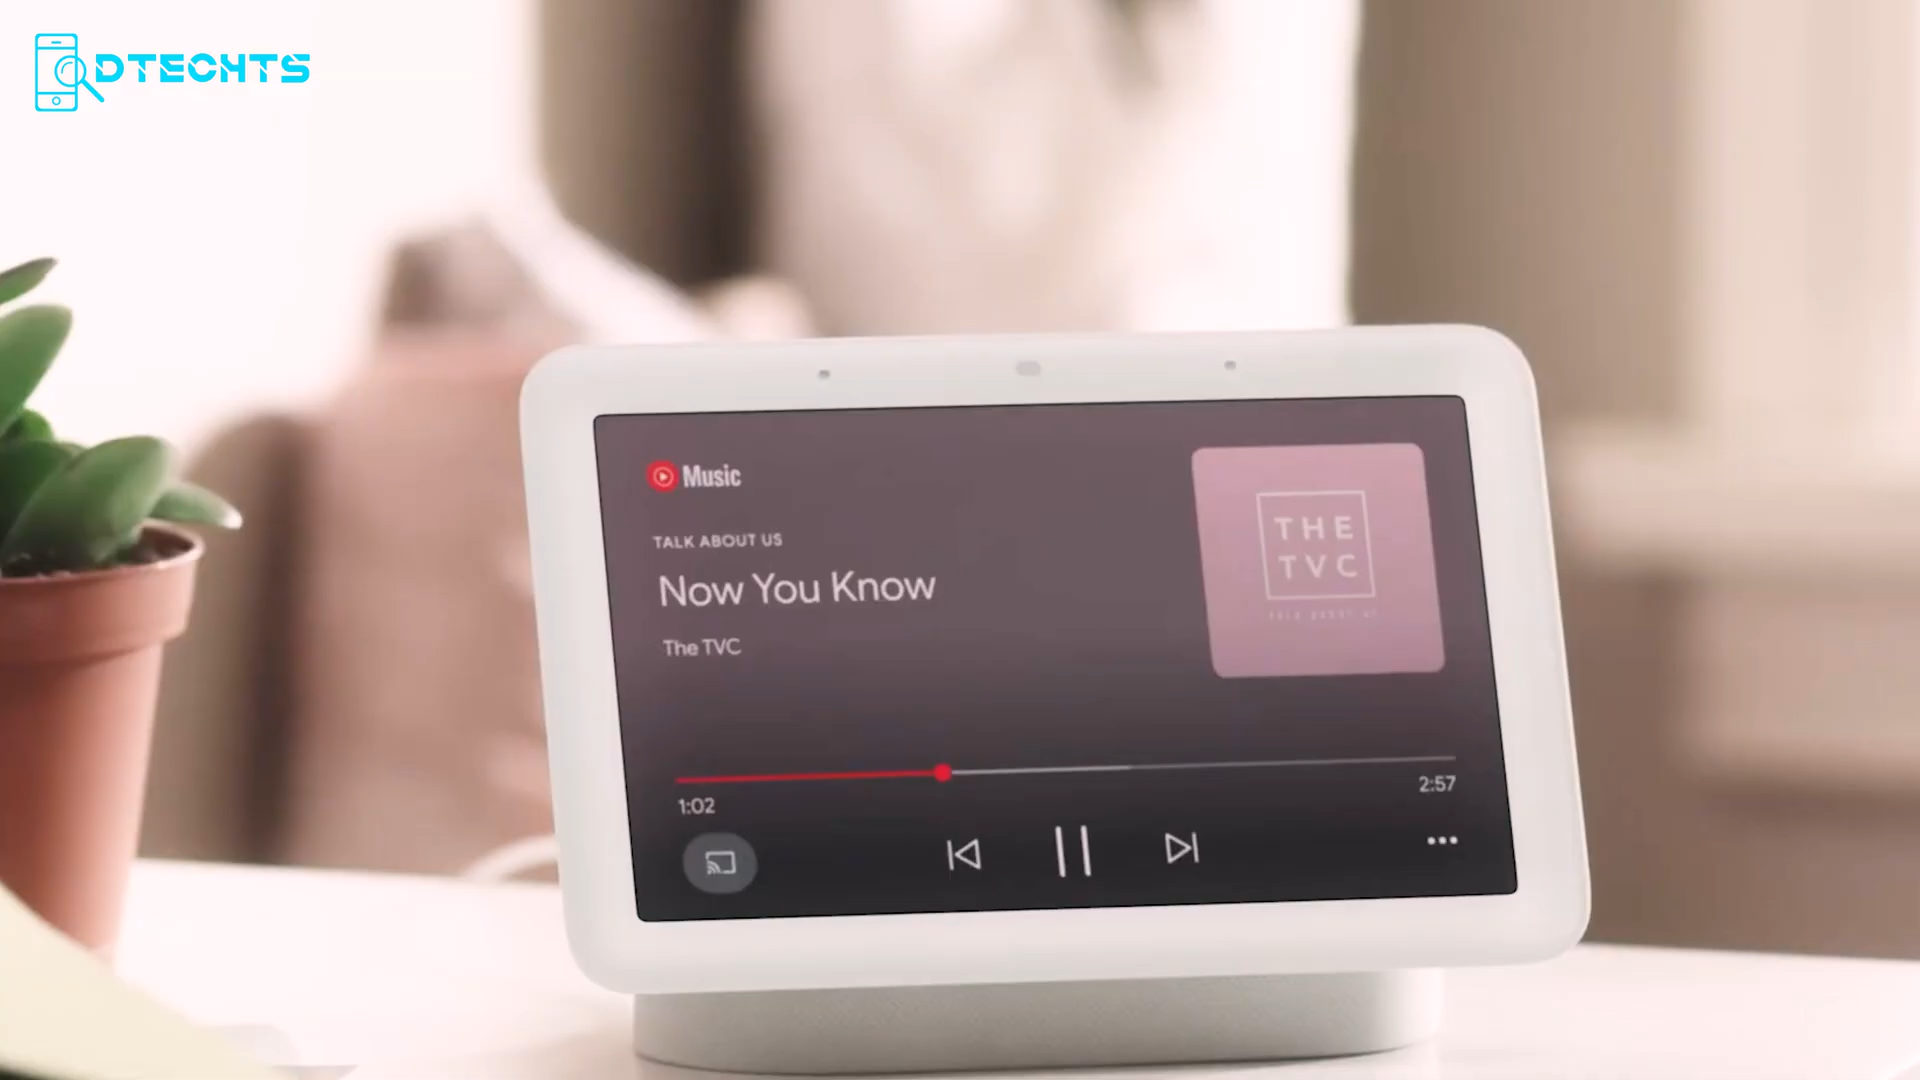 DTECHTS
Music
TALK ABOUT US
Now You Know
The TVC
THE
TVC
1:02
2:57